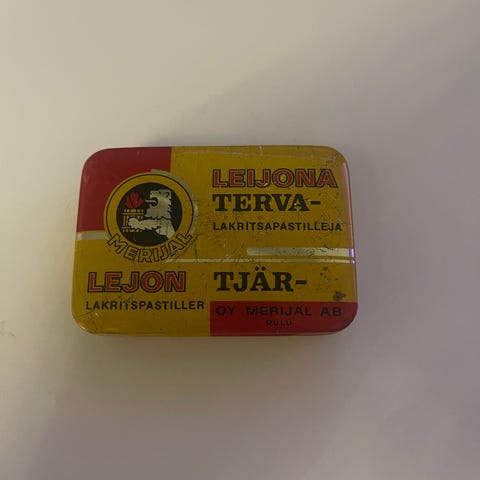 LEIJONA
TERVA-
LAKRITSAPASTILLEJA
MERIJAL
LEJON TJÄR-
LAKRITSPASTILLER
OY MERIJAL AB
OULU